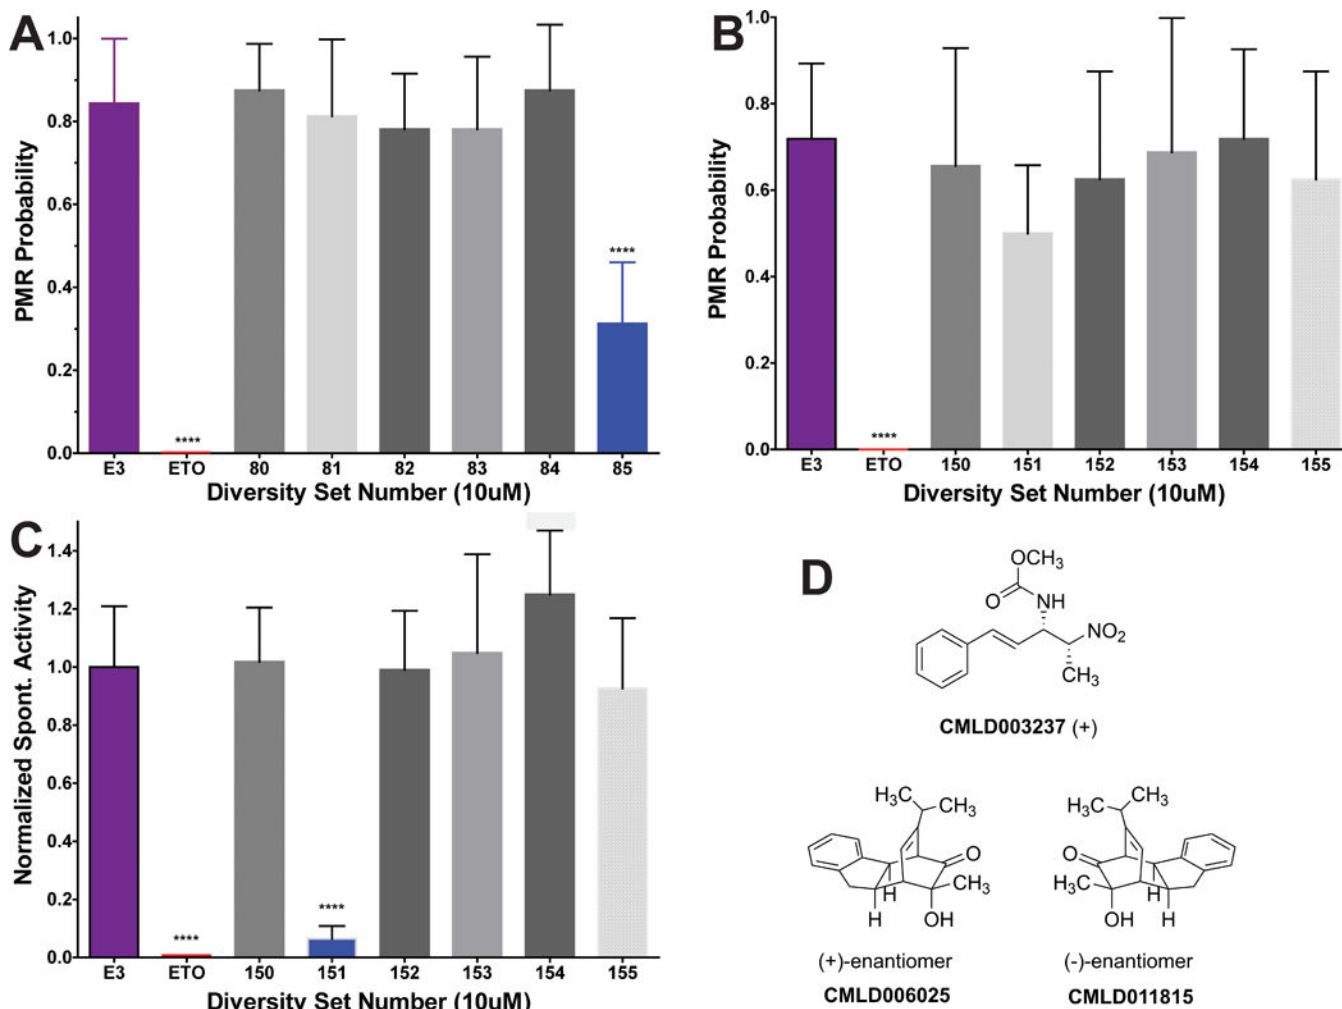 A
PMR Probability
1.0
0.8
0.6
0.4
0.2
0.0
****
****
E3 ETO 80 81 82 83 84 85
Diversity Set Number (10uM)
B
PMR Probability
1.0
0.8
0.6
0.4
0.2
0.0
****
E3 ETO 150 151 152 153 154 155
Diversity Set Number (10uM)
C
Normalized Spont. Activity
1.4
1.2
1.0
0.8
0.6
0.4
0.2
0.0
****
****
E3 ETO 150 151 152 153 154 155
Diversity Set Number (10uM)
D
OCH3
O
NH
NO2
CH3
CMLD003237 (+)
H3C
CH3
O
CH3
H
H
OH
(+)-enantiomer
CMLD006025
H3C
CH3
O
H3C
H
OH
H
(-)-enantiomer
CMLD011815